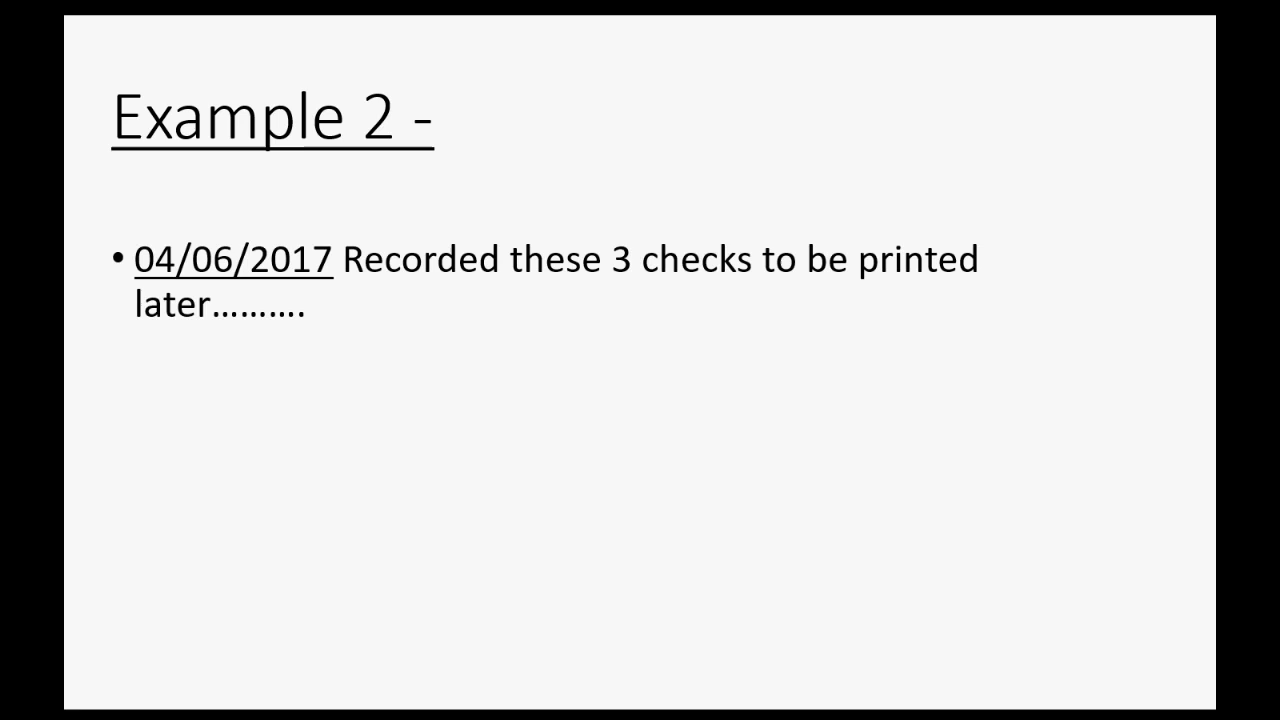 Example 2 -
• 04/06/2017 Recorded these 3 checks to be printed
later……….